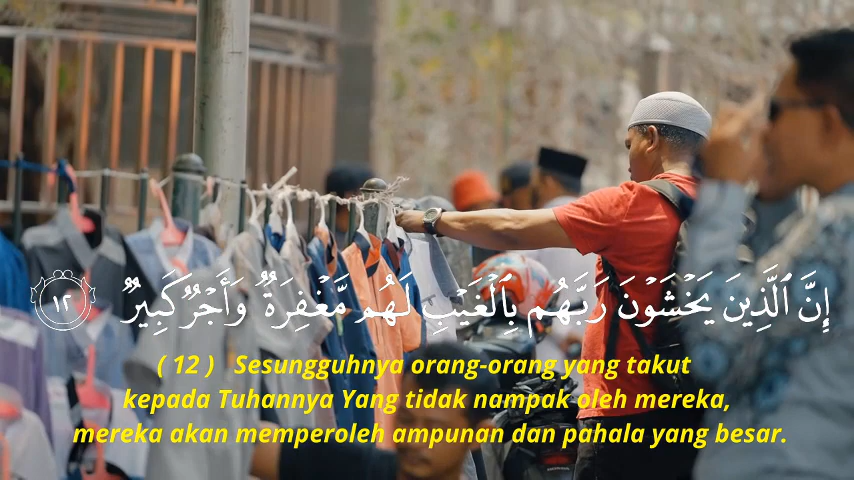 إِنَّ ٱلَّذِينَ يَخْشَوْنَ رَبَّهُم بِٱلْغَيْبِ لَهُم مَّغْفِرَةٌ وَأَجْرٌ كَبِيرٌ ١٢
( 12 ) Sesungguhnya orang-orang yang takut
kepada Tuhannya Yang tidak nampak oleh mereka,
mereka akan memperoleh ampunan dan pahala yang besar.